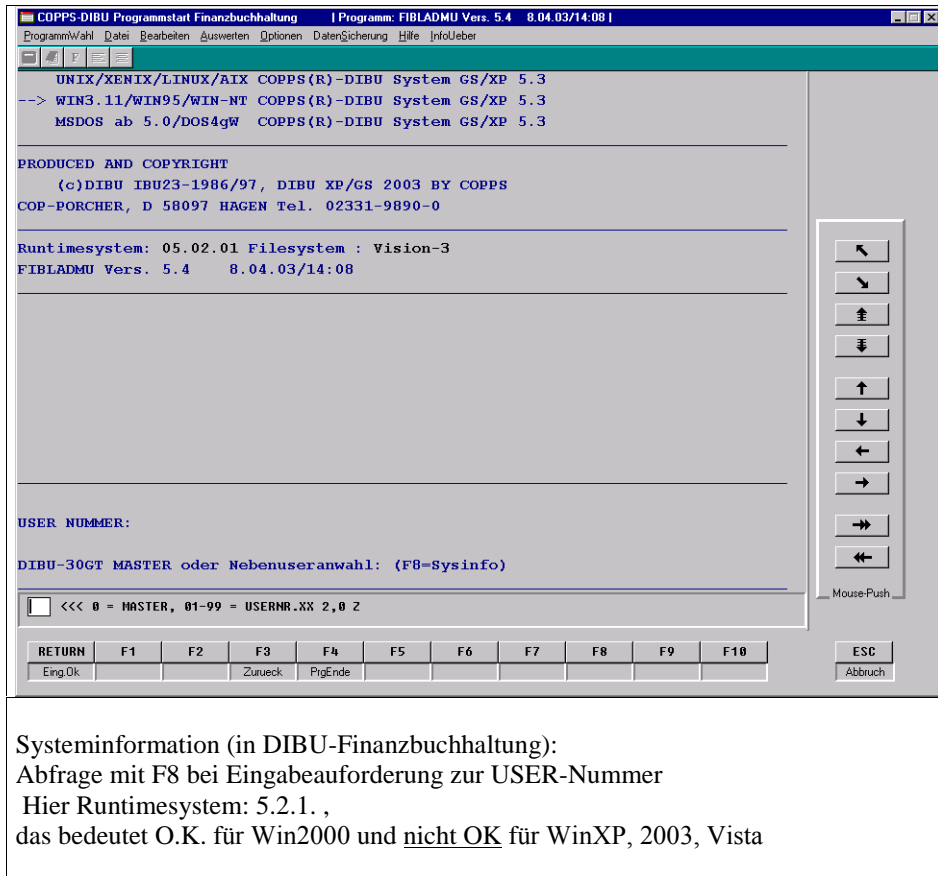 COPPS-DIBU Programmstart Finanzbuchhaltung | Programm: FIBLADMU Vers. 5.4 8.04.03/14:08 |
ProgrammWahl Datei Bearbeiten Auswerten Optionen DatenSicherung Hilfe InfoUeber
F
UNIX/XENIX/LINUX/AIX COPPS(R)-DIBU System GS/XP 5.3
--> WIN3.11/WIN95/WIN-NT COPPS(R)-DIBU System GS/XP 5.3
MSDOS ab 5.0/DOS4gW COPPS(R)-DIBU System GS/XP 5.3
PRODUCED AND COPYRIGHT
(c)DIBU IBU23-1986/97, DIBU XP/GS 2003 BY COPPS
COP-PORCHER, D 58097 HAGEN Tel. 02331-9890-0
Runtimesystem: 05.02.01 Filesystem : Vision-3
FIBLADMU Vers. 5.4 8.04.03/14:08
USER NUMMER:
DIBU-30GT MASTER oder Nebenuseranwahl: (F8=Sysinfo)
<<< 0 = MASTER, 01-99 = USERNR.XX 2,0 Z
Mouse-Push
RETURN F1 F2 F3 F4 F5 F6 F7 F8 F9 F10 ESC
Eing.Ok Zurueck PrgEnde Abbruch
Systeminformation (in DIBU-Finanzbuchhaltung):
Abfrage mit F8 bei Eingabeauforderung zur USER-Nummer
Hier Runtimesystem: 5.2.1. ,
das bedeutet O.K. für Win2000 und nicht OK für WinXP, 2003, Vista